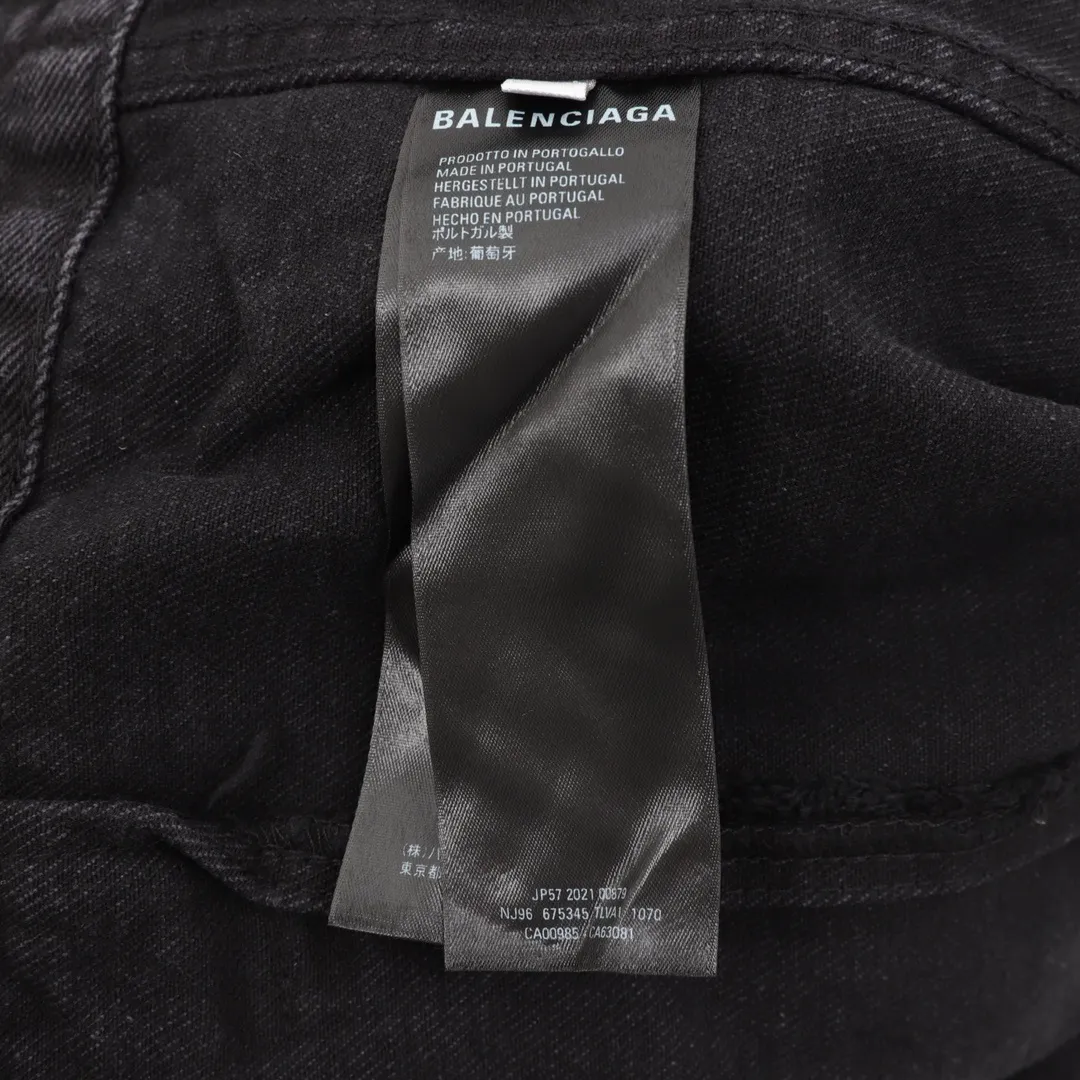 BALENCIAGA
PRODOTTO IN PORTOGALLO
MADE IN PORTUGAL
HERGESTELLT IN PORTUGAL
FABRIQUE AU PORTUGAL
HECHO EN PORTUGAL
ポルトガル製
产地:葡萄牙
(株)バ
東京都
JP57 2021 00879
NJ96 675345 TLVA1 1070
CA00985 CA63081